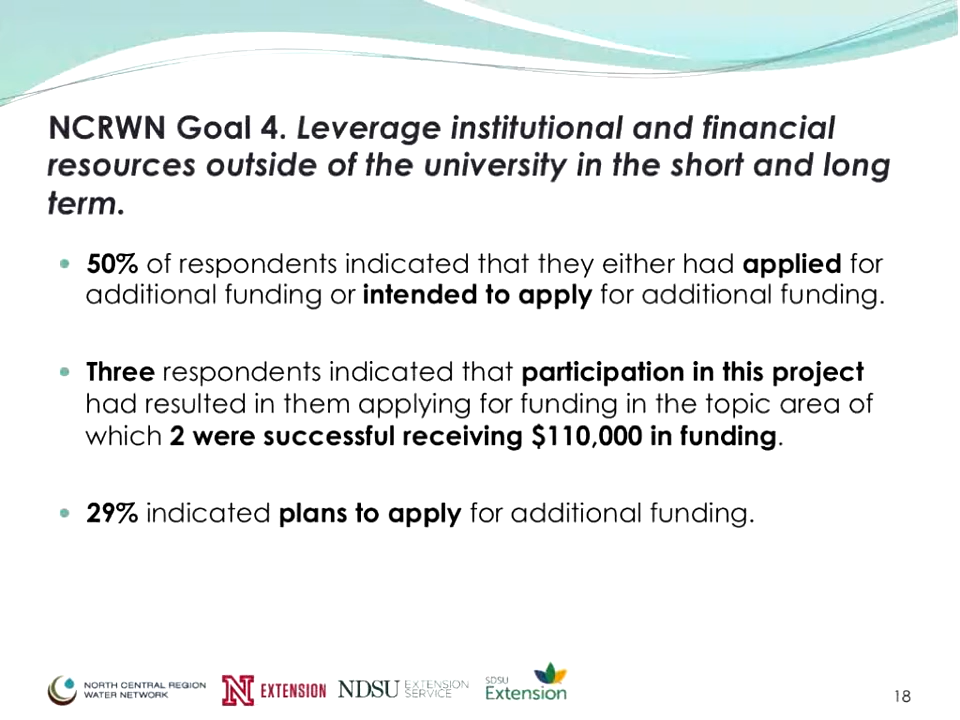 NCRWN Goal 4. Leverage institutional and financial
resources outside of the university in the short and long
term.
• 50% of respondents indicated that they either had applied for
additional funding or intended to apply for additional funding.
• Three respondents indicated that participation in this project
had resulted in them applying for funding in the topic area of
which 2 were successful receiving $110,000 in funding.
• 29% indicated plans to apply for additional funding.
NORTH CENTRAL REGION
WATER NETWORK
N EXTENSION
NDSU EXTENSION
SERVICE
SDSU
Extension
18